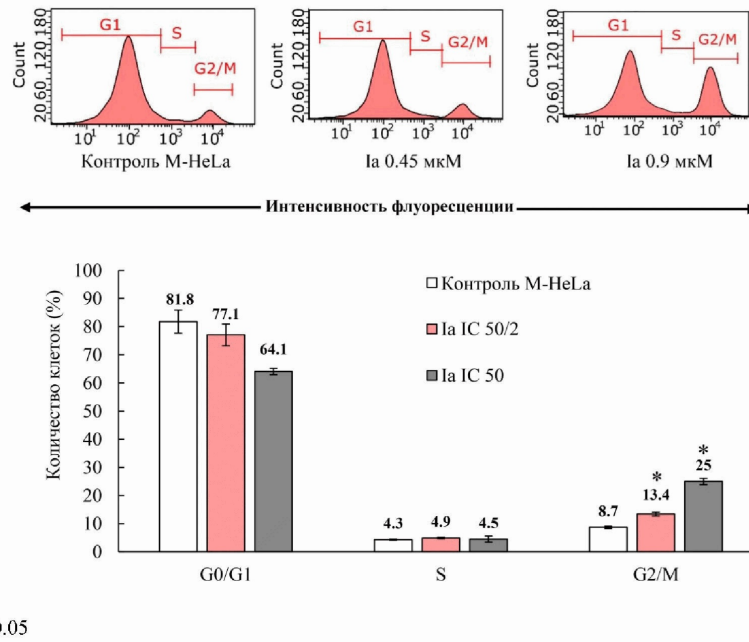 G1 S G2/M
Count
20 60 120 180
10¹ 10² 10³ 10⁴
Контроль M-HeLa
G1 S G2/M
Count
20 60 120 180
10¹ 10² 10³ 10⁴
Ia 0.45 мкМ
G1 S G2/M
Count
20 60 120 180
10¹ 10² 10³ 10⁴
Ia 0.9 мкМ
Интенсивность флуоресценции
Количество клеток (%)
100
90
80
70
60
50
40
30
20
10
0
81.8
77.1
64.1
4.3
4.9
4.5
8.7
*
13.4
*
25
Контроль M-HeLa
Ia IC 50/2
Ia IC 50
G0/G1 S G2/M
.05